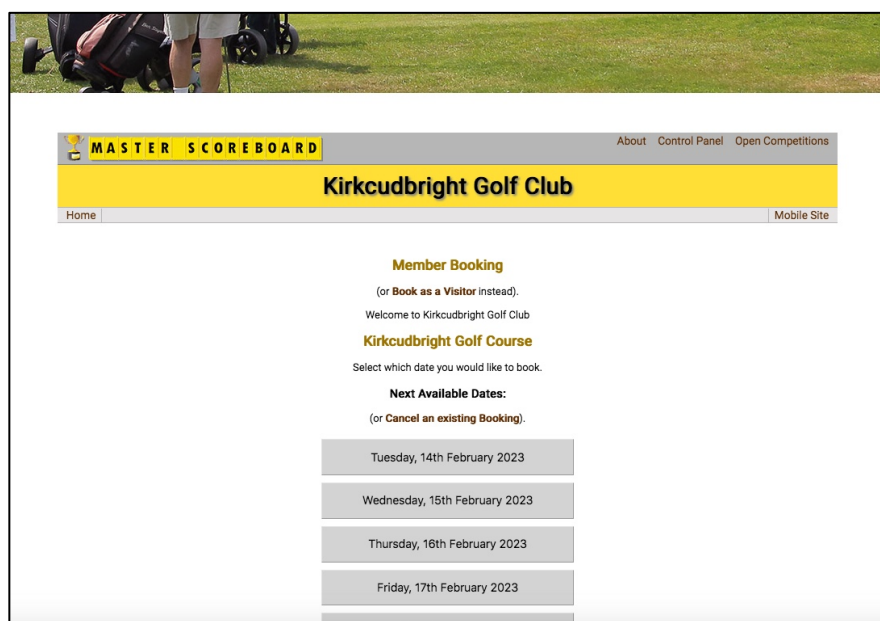 MASTER SCOREBOARD
About Control Panel Open Competitions
Kirkcudbright Golf Club
Home Mobile Site
Member Booking
(or Book as a Visitor instead).
Welcome to Kirkcudbright Golf Club
Kirkcudbright Golf Course
Select which date you would like to book.
Next Available Dates:
(or Cancel an existing Booking).
Tuesday, 14th February 2023
Wednesday, 15th February 2023
Thursday, 16th February 2023
Friday, 17th February 2023